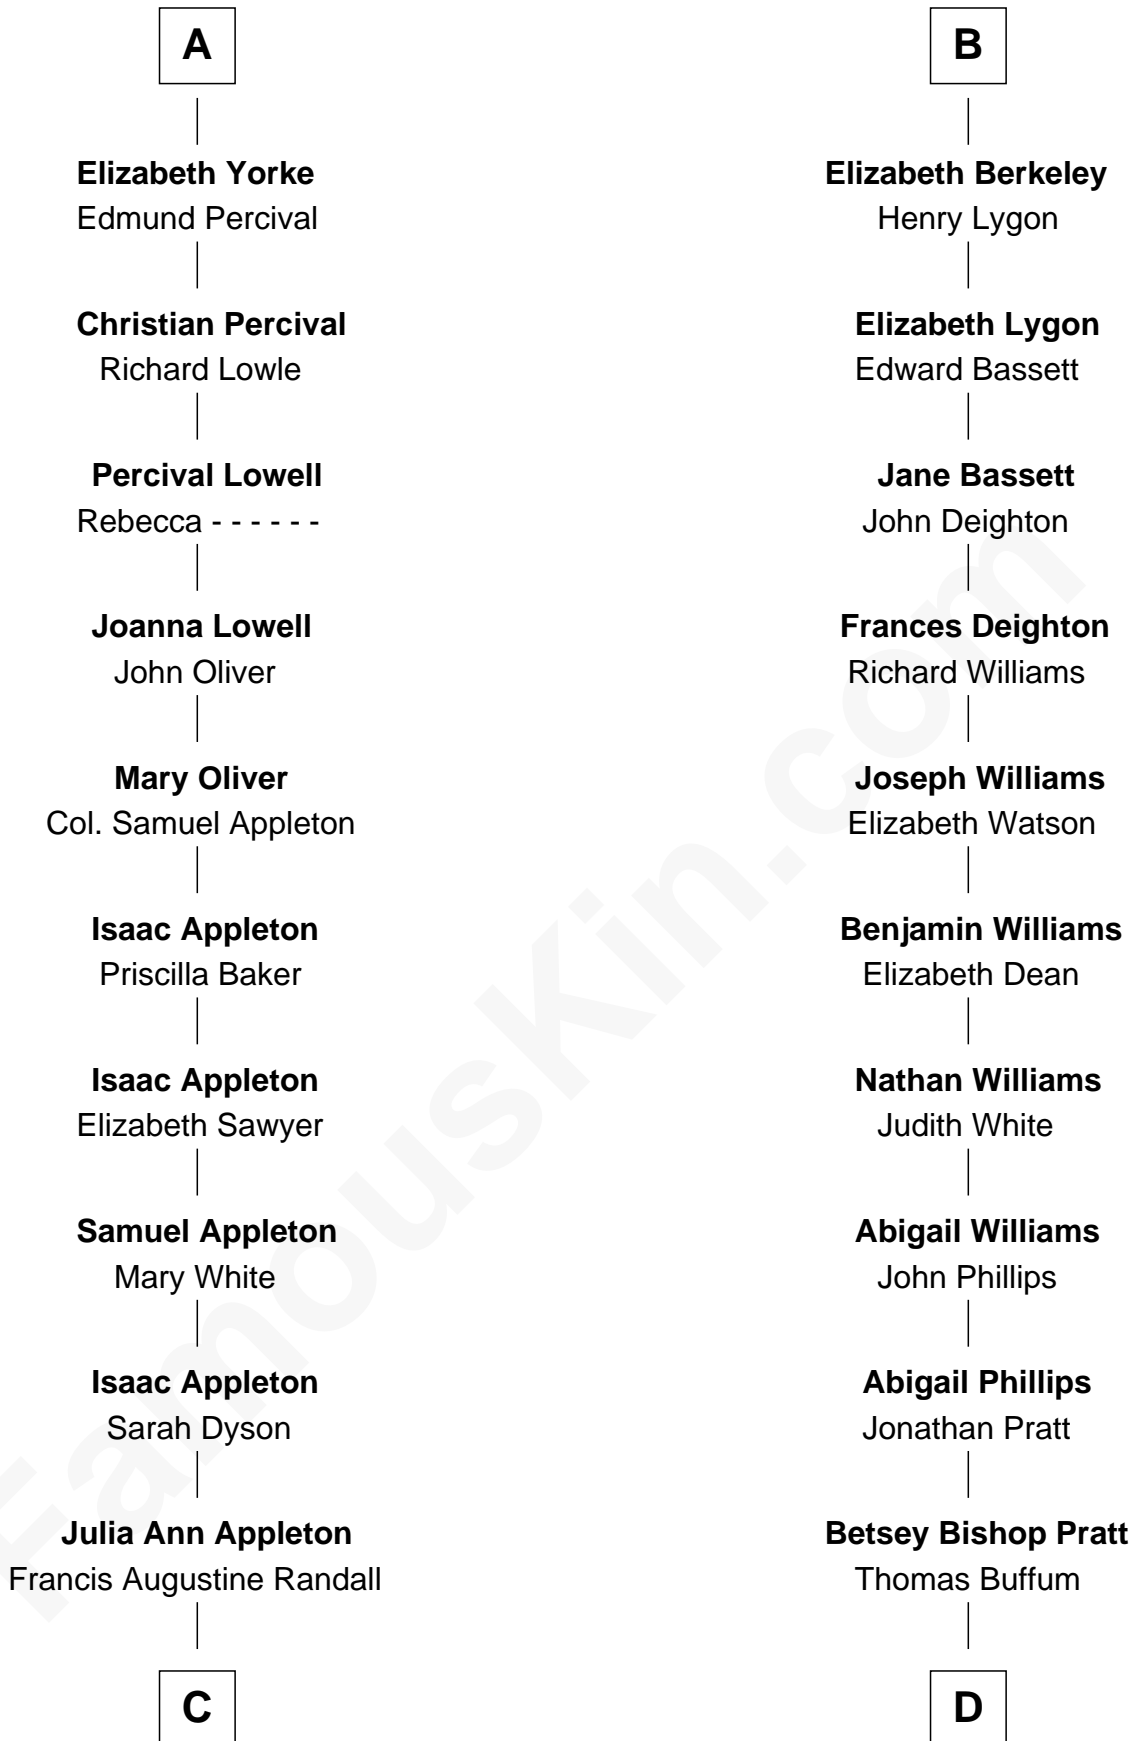 A
Elizabeth Yorke
Edmund Percival
Christian Percival
Richard Lowle
Percival Lowell
Rebecca - - - - - -
Joanna Lowell
John Oliver
Mary Oliver
Col. Samuel Appleton
Isaac Appleton
Priscilla Baker
Isaac Appleton
Elizabeth Sawyer
Samuel Appleton
Mary White
Isaac Appleton
Sarah Dyson
Julia Ann Appleton
Francis Augustine Randall
C
B
Elizabeth Berkeley
Henry Lygon
Elizabeth Lygon
Edward Bassett
Jane Bassett
John Deighton
Frances Deighton
Richard Williams
Joseph Williams
Elizabeth Watson
Benjamin Williams
Elizabeth Dean
Nathan Williams
Judith White
Abigail Williams
John Phillips
Abigail Phillips
Jonathan Pratt
Betsey Bishop Pratt
Thomas Buffum
D
FamousKin.com